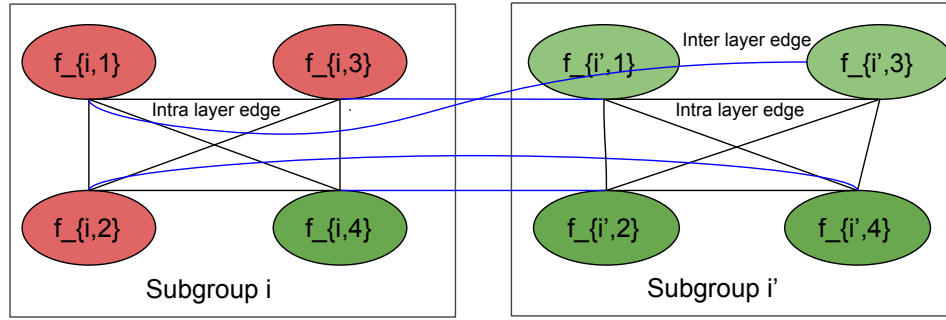 f_{i,1}
f_{i,3}
Intra layer edge
f_{i,2}
f_{i,4}
Subgroup i
Inter layer edge
f_{i’,1}
f_{i’,3}
Intra layer edge
f_{i’,2}
f_{i’,4}
Subgroup i’